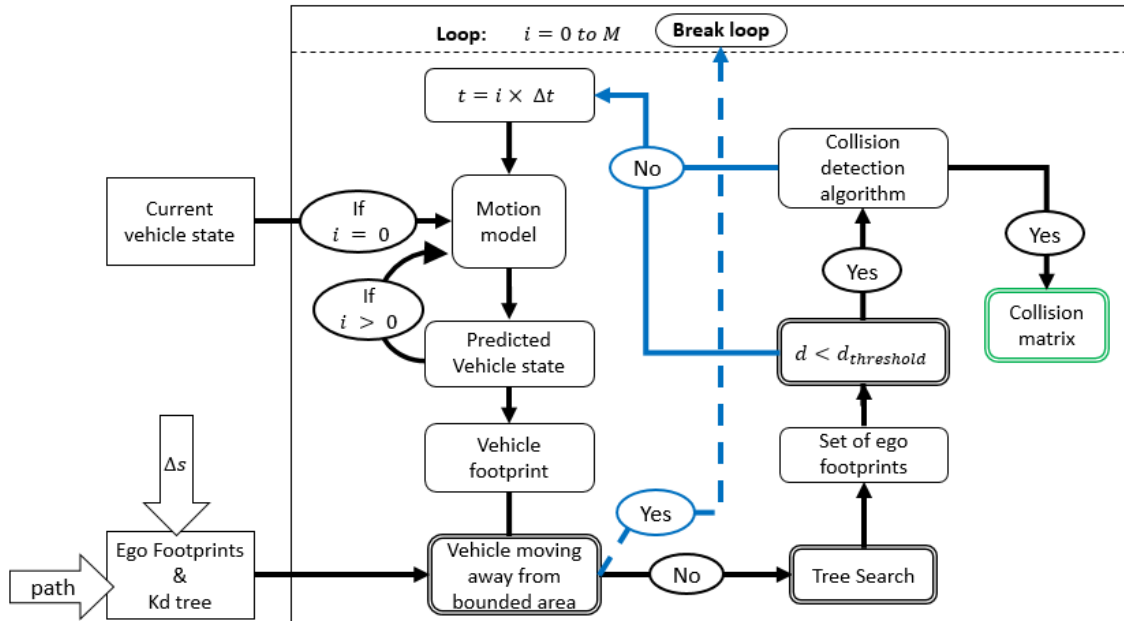 Loop: i = 0 to M
Break loop
t = i × Δt
Collision
detection
algorithm
No
Current
vehicle state
If
i = 0
Motion
model
Yes
Yes
If
i > 0
Predicted
Vehicle state
d < d_threshold
Collision
matrix
Δs
Vehicle
footprint
Set of ego
footprints
Yes
path
Ego Footprints
&
Kd tree
Vehicle moving
away from
bounded area
No
Tree Search